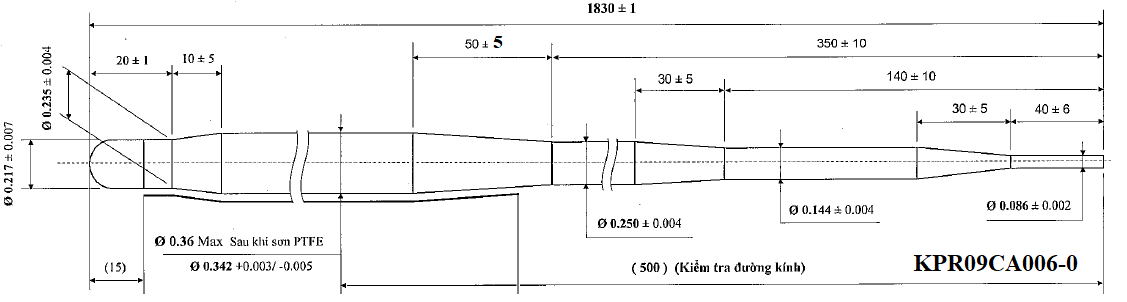 1830 ± 1
50 ± 5
350 ± 10
20 ± 1
10 ± 5
30 ± 5
140 ± 10
30 ± 5
40 ± 6
Ø 0.235 ± 0.004
Ø 0.217 ± 0.007
Ø 0.250 ± 0.004
Ø 0.144 ± 0.004
Ø 0.086 ± 0.002
Ø 0.36 Max Sau khi sơn PTFE
Ø 0.342 +0.003/ -0.005
(15)
( 500 ) (Kiểm tra đường kính)
KPR09CA006-0